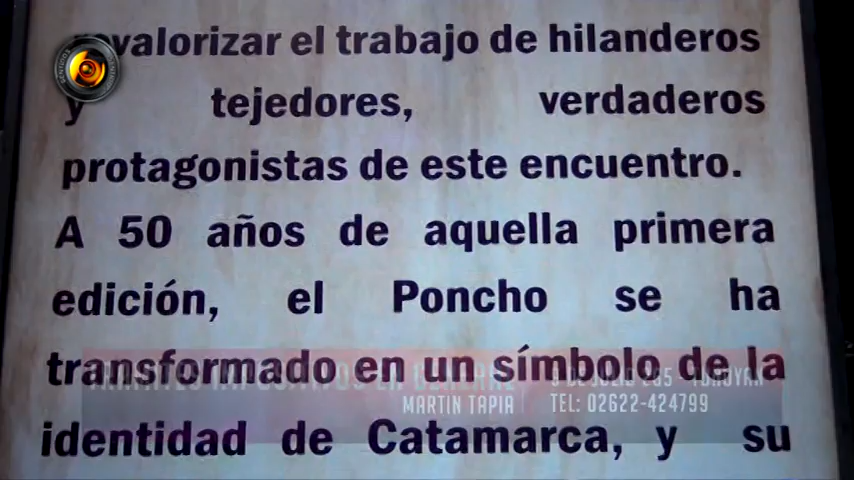 revalorizar el trabajo de hilanderos
y tejedores, verdaderos
protagonistas de este encuentro.
A 50 años de aquella primera
edición, el Poncho se ha
transformado en un símbolo de la
identidad de Catamarca, y su
MARTIN TAPIA
TEL: 02622-424799